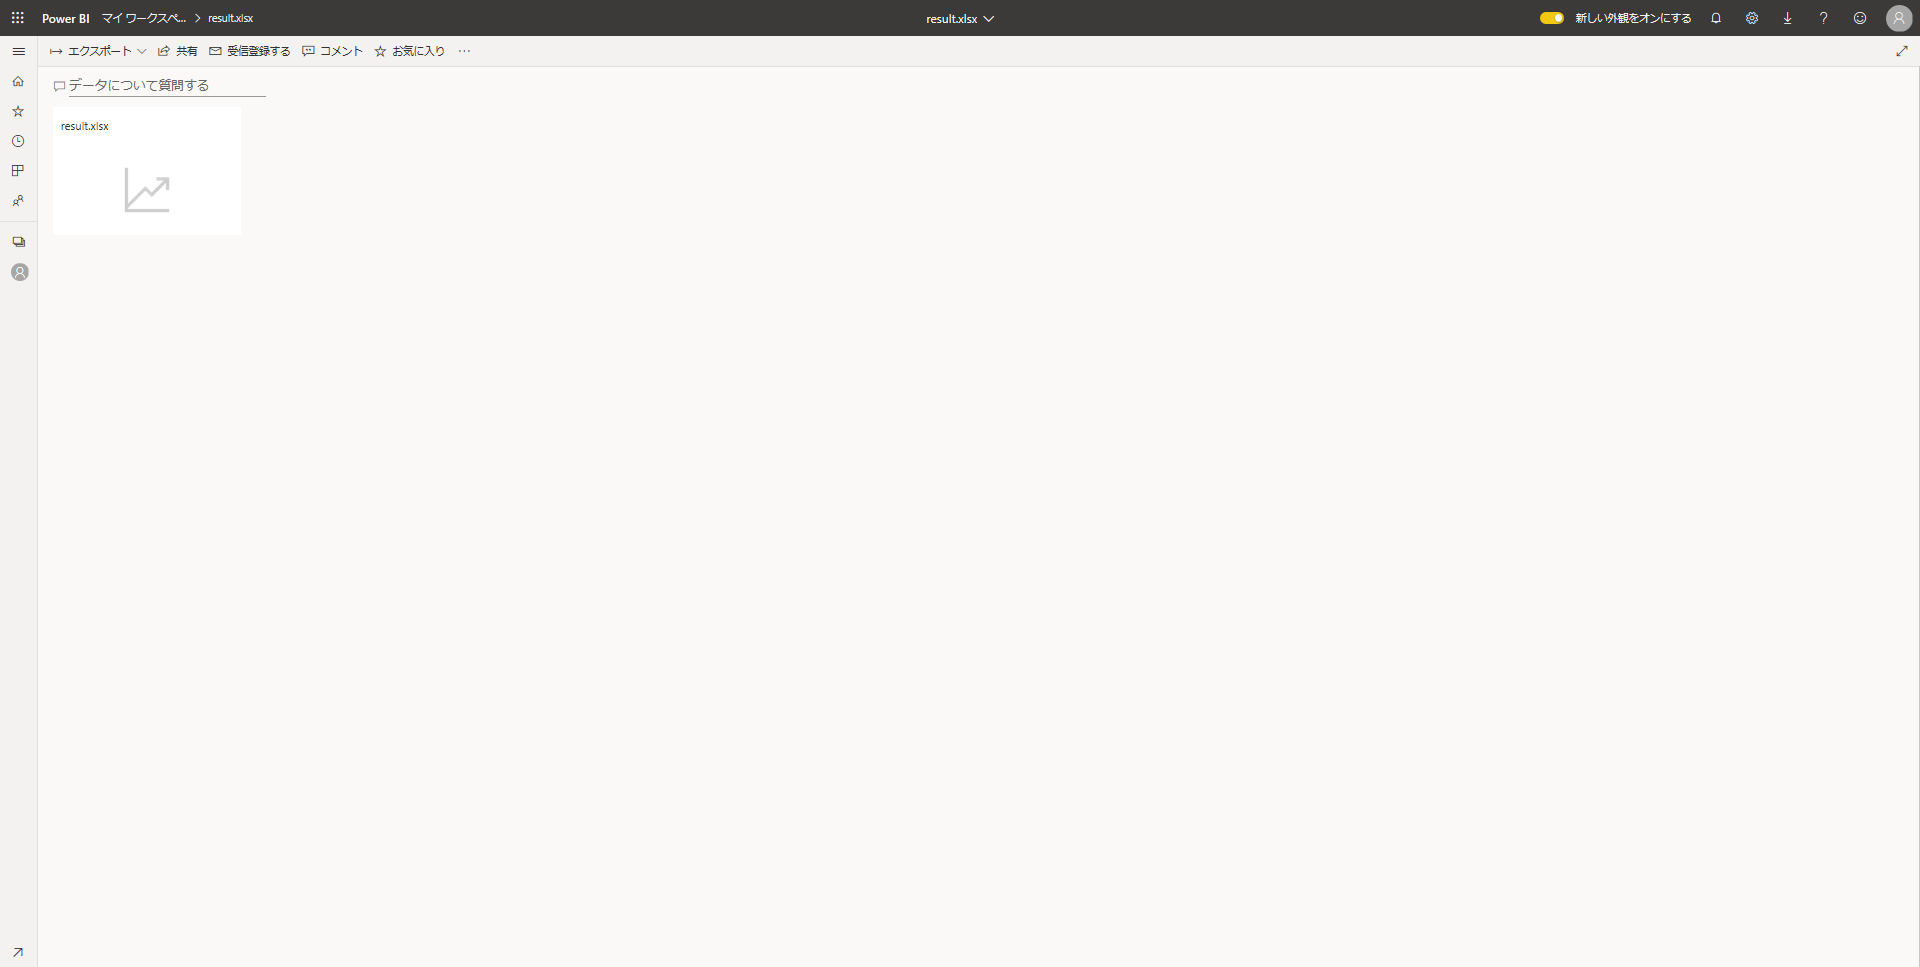 Power BI マイ ワークスペ... > result.xlsx
result.xlsx
新しい外観をオンにする
エクスポート 共有 受信登録する コメント お気に入り ...
データについて質問する
result.xlsx